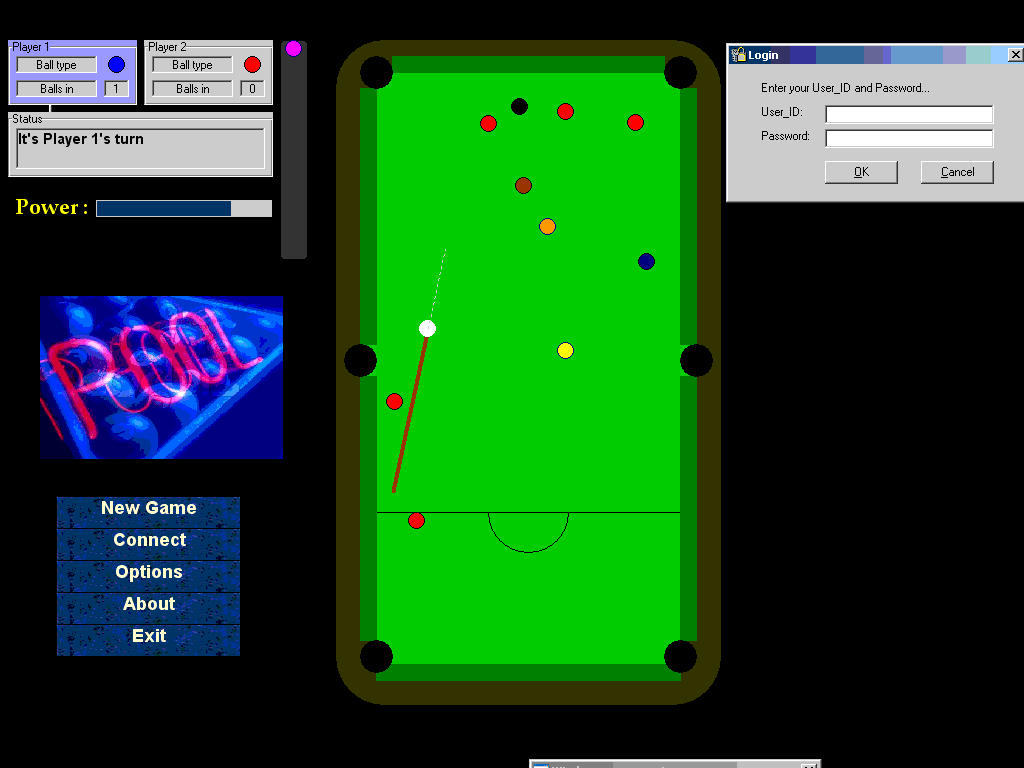 Player 1
Ball type
Balls in
1
Player 2
Ball type
Balls in
0
Status
It's Player 1's turn
Power:
POOL
New Game
Connect
Options
About
Exit
Login
Enter your User_ID and Password...
User_ID:
Password:
OK
Cancel